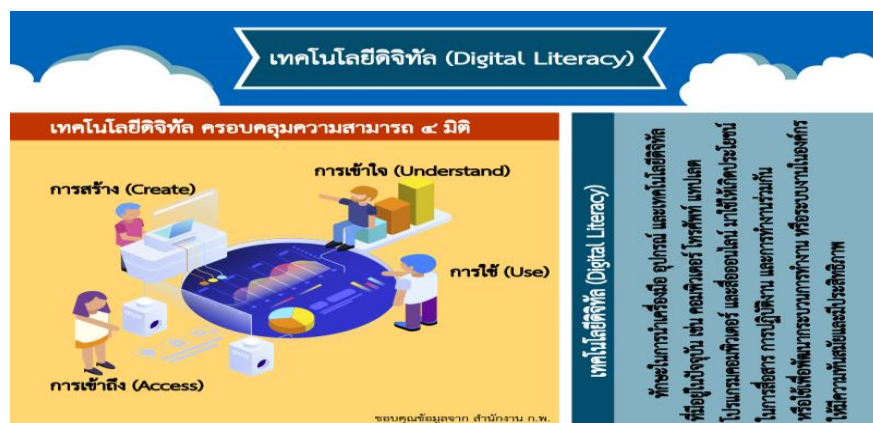 เทคโนโลยีดิจิทัล (Digital Literacy)
เทคโนโลยีดิจิทัล ครอบคลุมความสามารถ ๔ มิติ
การเข้าใจ (Understand)
การสร้าง (Create)
การใช้ (Use)
การเข้าถึง (Access)
ขอบคุณข้อมูลจาก สำนักงาน ก.พ.
เทคโนโลยีดิจิทัล (Digital Literacy)
ทักษะในการนำเครื่องมือ อุปกรณ์ และเทคโนโลยีดิจิทัล
ที่มีอยู่ในปัจจุบัน เช่น คอมพิวเตอร์ โทรศัพท์ แทปเลต
โปรแกรมคอมพิวเตอร์ และสื่อออนไลน์ มาใช้ให้เกิดประโยชน์
ในการสื่อสาร การปฏิบัติงาน และการทำงานร่วมกัน
หรือใช้เพื่อพัฒนากระบวนการทำงาน หรือระบบงานในองค์กร
ให้มีความทันสมัยและมีประสิทธิภาพ